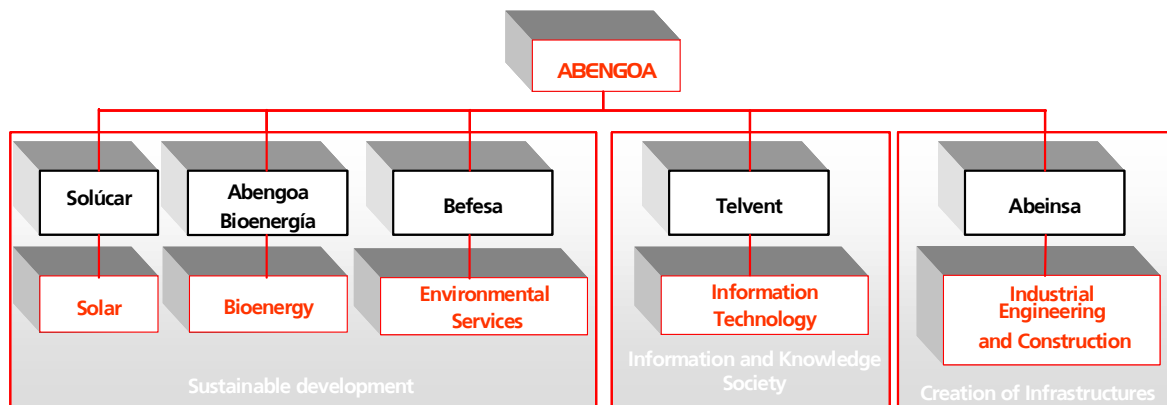 ABENGOA
Solúcar
Abengoa
Bioenergía
Befesa
Telvent
Abeinsa
Solar
Bioenergy
Environmental
Services
Information
Technology
Industrial
Engineering
and Construction
Sustainable development
Information and Knowledge
Society
Creation of Infrastructures